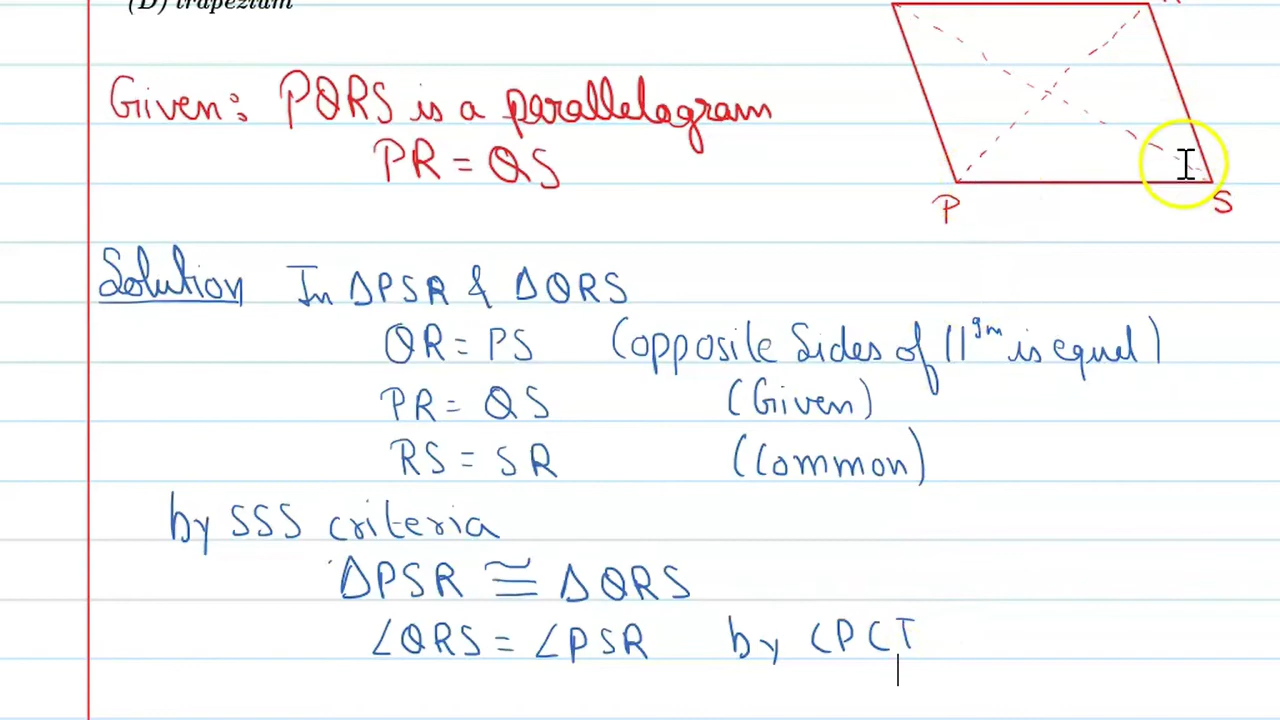 (D) trapezium
Given: PQRS is a parallelagram
PR = QS
P
S
Solution In ΔPSR & ΔQRS
QR = PS (opposite Sides of ||gm is equal)
PR = QS (Given)
RS = SR (Common)
by SSS criteria
ΔPSR ≅ ΔQRS
∠QRS = ∠PSR by CPCT